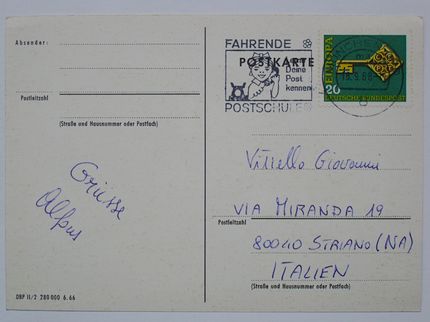 Absender:
Postleitzahl
(Straße und Hausnummer oder Postfach)
FAHRENDE
POSTKARTE
Deine
Post
kennen
POSTSCHULE
EUROPA
20
DEUTSCHE BUNDESPOST
Grüsse
Vitiello Giovanni
VIA MIRANDA 19
Postleitzahl
80040 STRIANO (NA)
ITALIEN
(Straße und Hausnummer oder Postfach)
DBP II/2 280 000 6.66